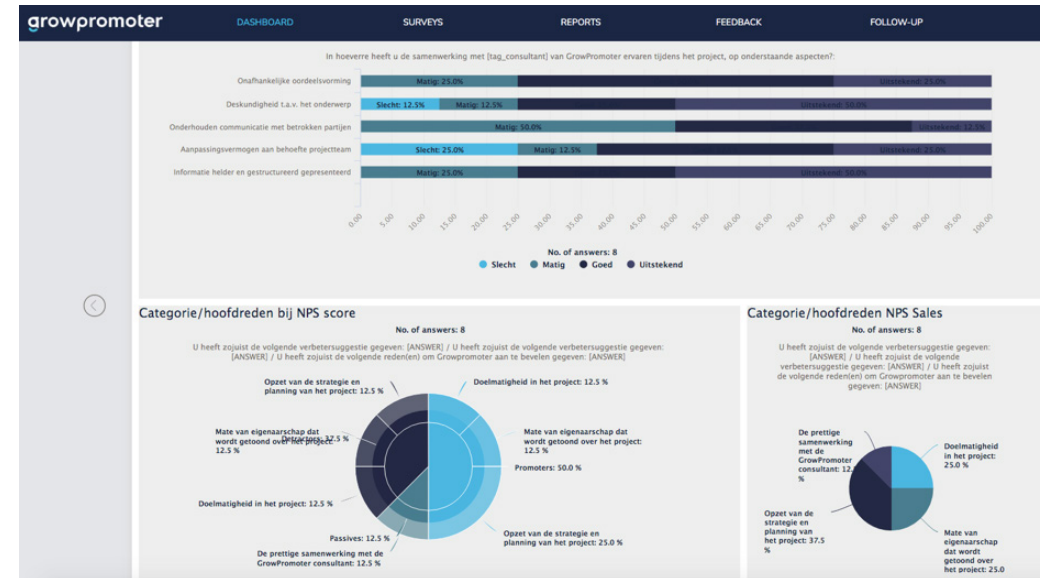 growpromoter
DASHBOARD
SURVEYS
REPORTS
FEEDBACK
FOLLOW-UP
In hoeverre heeft u de samenwerking met [tag_consultant] van GrowPromoter ervaren tijdens het project, op onderstaande aspecten?:
Onafhankelijke oordeelsvorming
Matig: 25.0%
Uitstekend: 25.0%
Deskundigheid t.a.v. het onderwerp
Slecht: 12.5%
Matig: 12.5%
Uitstekend: 50.0%
Onderhouden communicatie met betrokken partijen
Matig: 50.0%
Uitstekend: 12.5%
Aanpassingsvermogen aan behoefte projectteam
Slecht: 25.0%
Matig: 12.5%
Uitstekend: 25.0%
Informatie helder en gestructureerd gepresenteerd
Matig: 25.0%
Uitstekend: 50.0%
0.00 5.00 10.00 15.00 20.00 25.00 30.00 35.00 40.00 45.00 50.00 55.00 60.00 65.00 70.00 75.00 80.00 85.00 90.00 95.00 100.00
No. of answers: 8
Slecht Matig Goed Uitstekend
Categorie/hoofdreden bij NPS score
No. of answers: 8
U heeft zojuist de volgende verbetersuggestie gegeven: [ANSWER] / U heeft zojuist de volgende verbetersuggestie gegeven:
[ANSWER] / U heeft zojuist de volgende reden(en) om Growpromoter aan te bevelen gegeven: [ANSWER]
Opzet van de strategie en
planning van het project: 12.5 %
Doelmatigheid in het project: 12.5 %
Mate van eigenaarschap dat
wordt getoond over het project:
12.5 %
Detractors: 37.5 %
Mate van eigenaarschap dat
wordt getoond over het project:
12.5 %
Promoters: 50.0 %
Doelmatigheid in het project: 12.5 %
Passives: 12.5 %
Opzet van de strategie en
planning van het project: 25.0 %
De prettige samenwerking met de
GrowPromoter consultant: 12.5 %
Categorie/hoofdreden NPS Sales
No. of answers: 8
U heeft zojuist de volgende verbetersuggestie gegeven:
[ANSWER] / U heeft zojuist de volgende
verbetersuggestie gegeven: [ANSWER] / U heeft zojuist
de volgende reden(en) om Growpromoter aan te bevelen
gegeven: [ANSWER]
De prettige
samenwerking
met de
GrowPromoter
consultant:
%
Doelmatigheid
in het project:
25.0 %
Opzet van de
strategie en
planning van
het project: 37.5
%
Mate van
eigenaarschap
dat wordt
getoond over
het project: 25.0